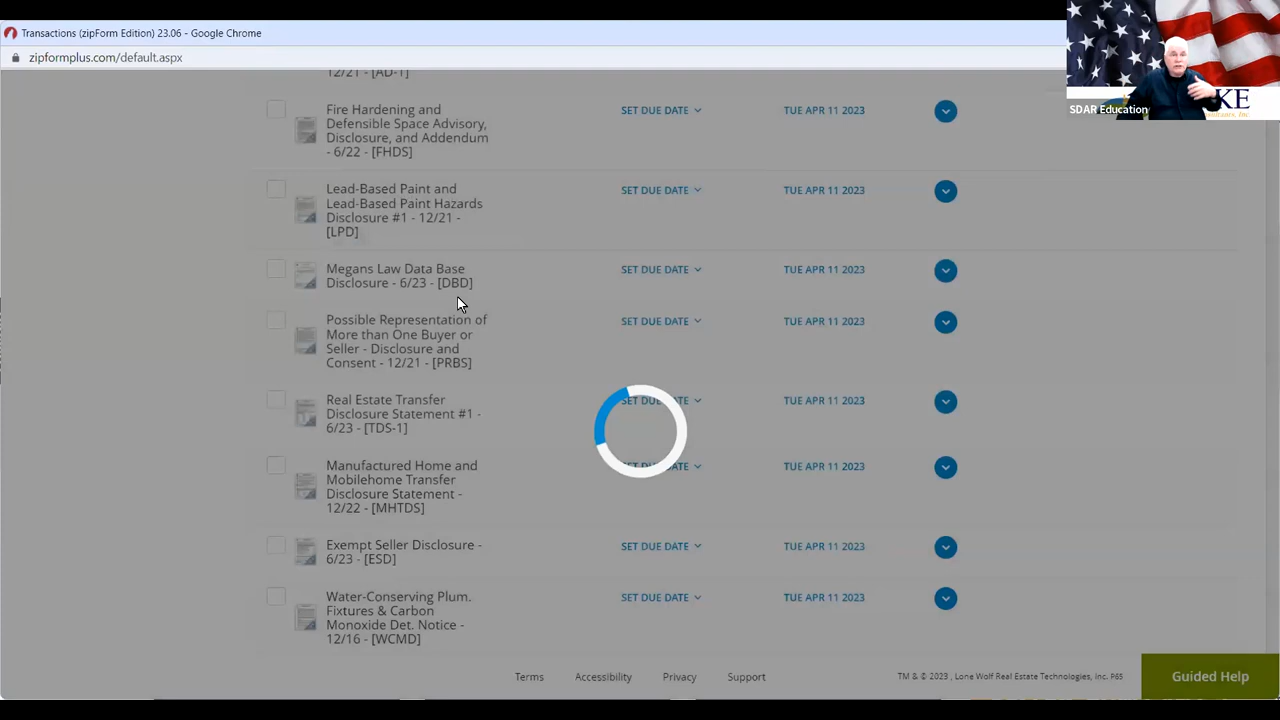 Transactions (zipForm Edition) 23.06 - Google Chrome
zipformplus.com/default.aspx
KE
SDAR Education
12/21 - [AD-1]
Fire Hardening and
Defensible Space Advisory,
Disclosure, and Addendum
- 6/22 - [FHDS]
SET DUE DATE
TUE APR 11 2023
Lead-Based Paint and
Lead-Based Paint Hazards
Disclosure #1 - 12/21 -
[LPD]
SET DUE DATE
TUE APR 11 2023
Megans Law Data Base
Disclosure - 6/23 - [DBD]
SET DUE DATE
TUE APR 11 2023
Possible Representation of
More than One Buyer or
Seller - Disclosure and
Consent - 12/21 - [PRBS]
SET DUE DATE
TUE APR 11 2023
Real Estate Transfer
Disclosure Statement #1 -
6/23 - [TDS-1]
SET DUE DATE
TUE APR 11 2023
Manufactured Home and
Mobilehome Transfer
Disclosure Statement -
12/22 - [MHTDS]
SET DUE DATE
TUE APR 11 2023
Exempt Seller Disclosure -
6/23 - [ESD]
SET DUE DATE
TUE APR 11 2023
Water-Conserving Plum.
Fixtures & Carbon
Monoxide Det. Notice -
12/16 - [WCMD]
SET DUE DATE
TUE APR 11 2023
Terms Accessibility Privacy Support
TM & © 2023 , Lone Wolf Real Estate Technologies, Inc. P65
Guided Help